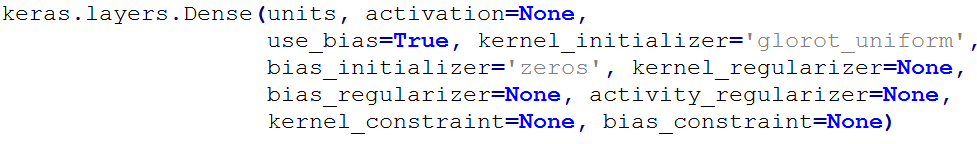 keras.layers.Dense(units, activation=None,
use_bias=True, kernel_initializer='glorot_uniform',
bias_initializer='zeros', kernel_regularizer=None,
bias_regularizer=None, activity_regularizer=None,
kernel_constraint=None, bias_constraint=None)